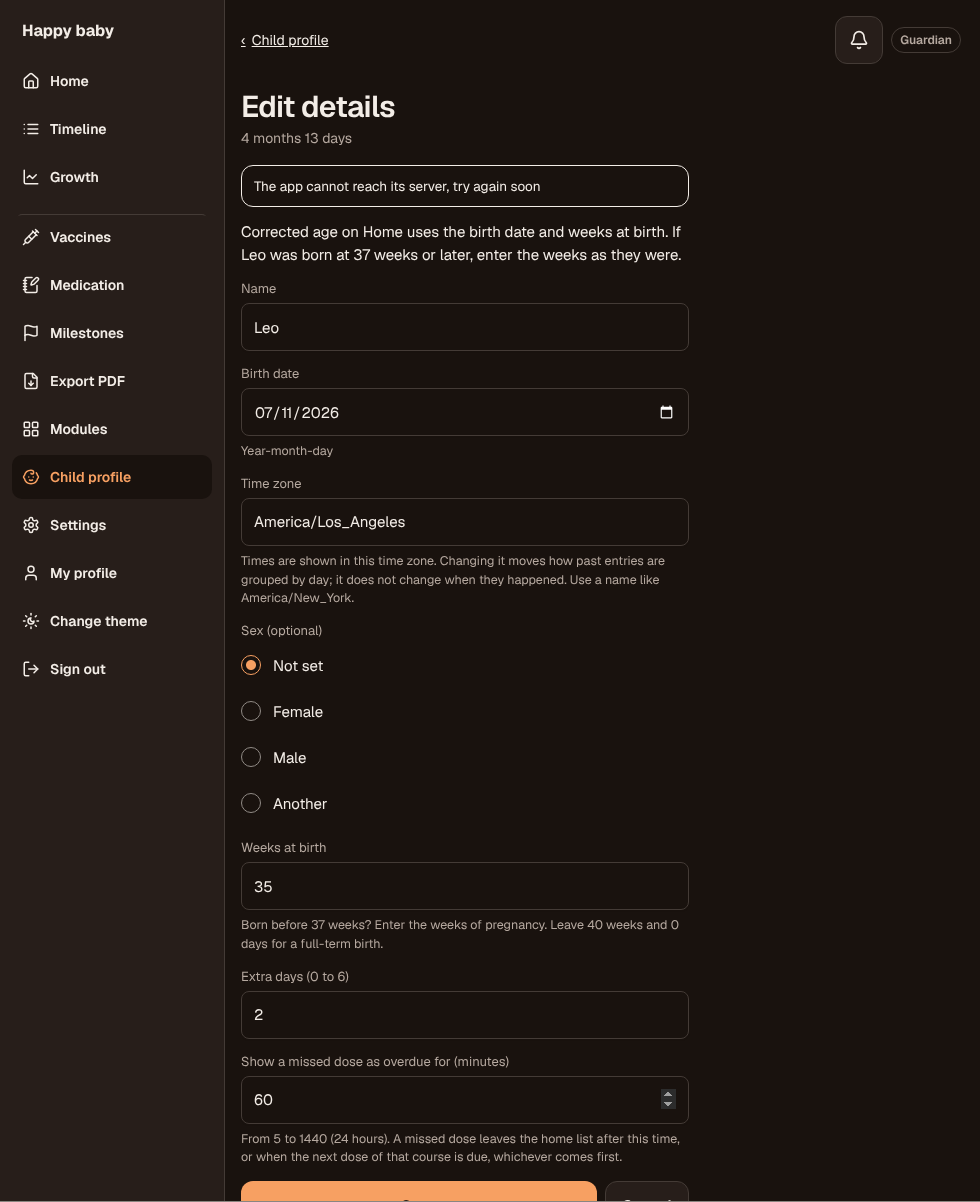 Happy baby
Home
Timeline
Growth
Vaccines
Medication
Milestones
Export PDF
Modules
Child profile
Settings
My profile
Change theme
Sign out
‹ Child profile
Guardian
Edit details
4 months 13 days
The app cannot reach its server, try again soon
Corrected age on Home uses the birth date and weeks at birth. If
Leo was born at 37 weeks or later, enter the weeks as they were.
Name
Leo
Birth date
07/11/2026
Year-month-day
Time zone
America/Los_Angeles
Times are shown in this time zone. Changing it moves how past entries are
grouped by day; it does not change when they happened. Use a name like
America/New_York.
Sex (optional)
Not set
Female
Male
Another
Weeks at birth
35
Born before 37 weeks? Enter the weeks of pregnancy. Leave 40 weeks and 0
days for a full-term birth.
Extra days (0 to 6)
2
Show a missed dose as overdue for (minutes)
60
From 5 to 1440 (24 hours). A missed dose leaves the home list after this time,
or when the next dose of that course is due, whichever comes first.